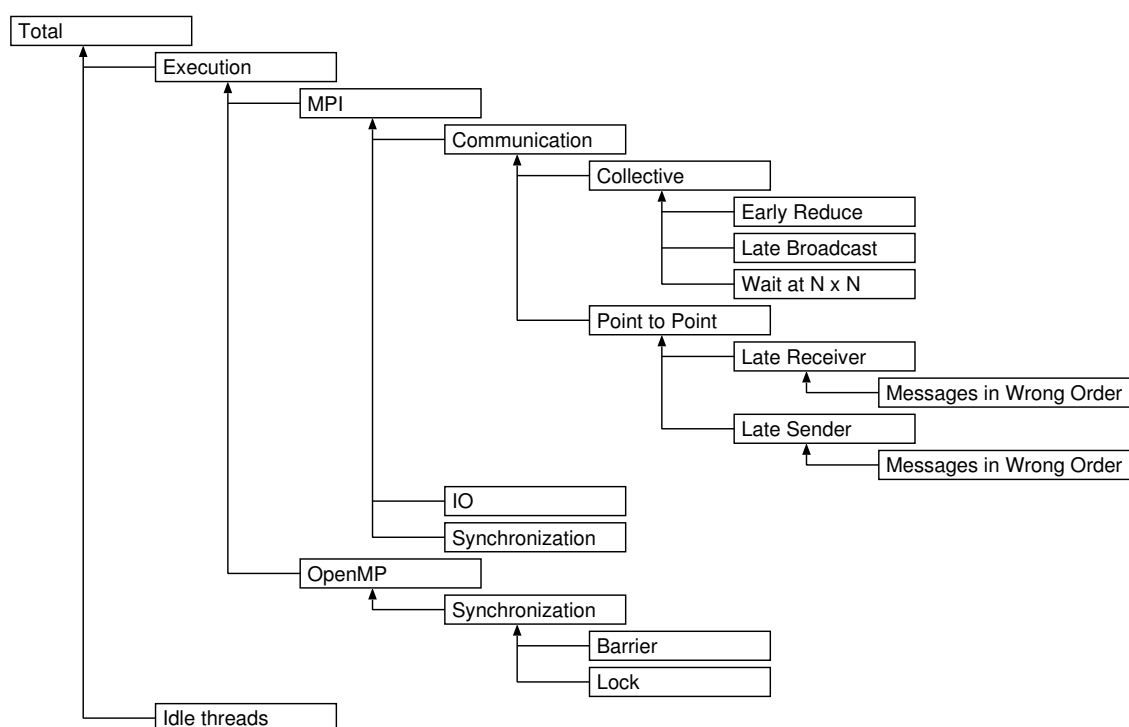 Total
Execution
MPI
Communication
Collective
Early Reduce
Late Broadcast
Wait at N x N
Point to Point
Late Receiver
Messages in Wrong Order
Late Sender
Messages in Wrong Order
IO
Synchronization
OpenMP
Synchronization
Barrier
Lock
Idle threads